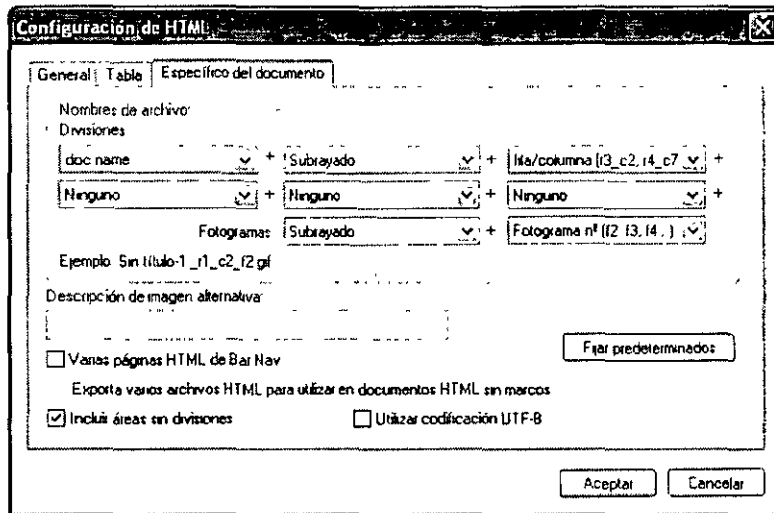 Configuración de HTML
General Tabla Específico del documento
Nombres de archivo:
Divisiones
doc.name + Subrayado + fila/columna (r3_c2, r4_c7 +
Ninguno + Ninguno + Ninguno +
Fotogramas Subrayado + Fotograma nº (f2 f3, f4 , )
Ejemplo Sin título-1_r1_c2_f2 gif
Descripción de imagen alternativa:
Varias páginas HTML de Bar Nav
Fijar predeterminados
Exporta varios archivos HTML para utilizar en documentos HTML sin marcos
Incluir áreas sin divisiones Utilizar codificación UTF-8
Aceptar Cancelar